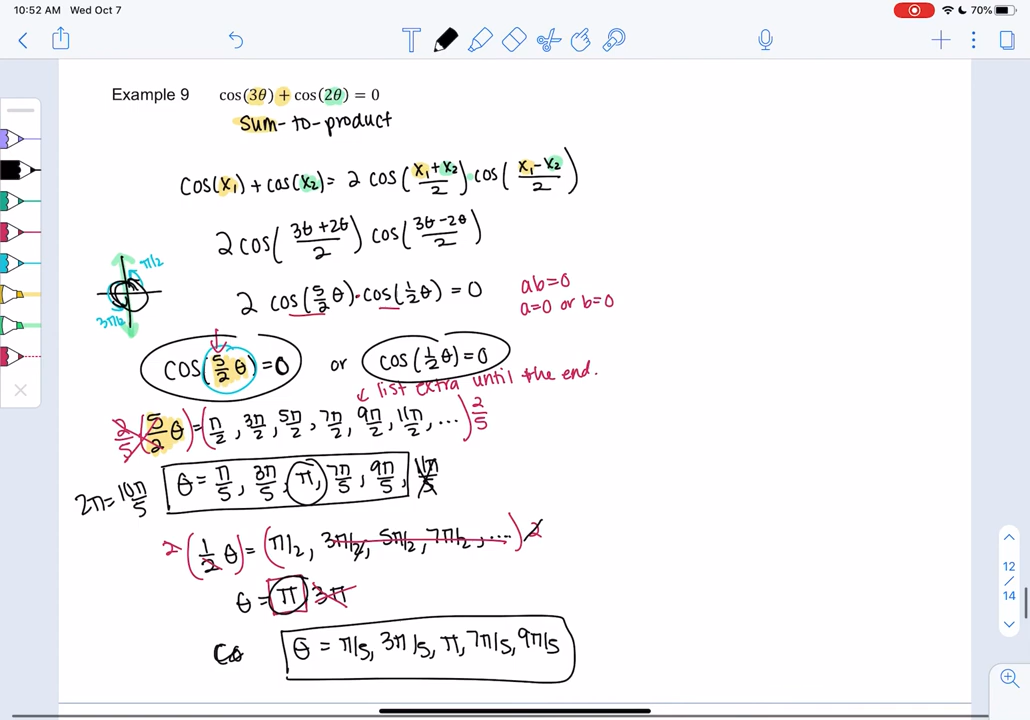 10:52 AM Wed Oct 7
70%
Example 9 cos(3θ) + cos(2θ) = 0
Sum-to-product
cos(x₁) + cos(x₂) = 2 cos((x₁+x₂)/2)·cos((x₁-x₂)/2)
2cos((3θ+2θ)/2) cos((3θ-2θ)/2)
π/2
3π/2
2 cos(5/2 θ)·cos(1/2 θ) = 0
ab=0
a=0 or b=0
cos(5/2 θ)=0 or cos(1/2 θ)=0
list extra until the end.
2/5 (5/2 θ) = (π/2, 3π/2, 5π/2, 7π/2, 9π/2, 11π/2, ...) 2/5
2π=10π/5
θ = π/5, 3π/5, π, 7π/5, 9π/5, 11π/5
2(1/2 θ) = (π/2, 3π/2, 5π/2, 7π/2, ...) 2
θ = π 3π
θ = π/5, 3π/5, π, 7π/5, 9π/5
12
/
14